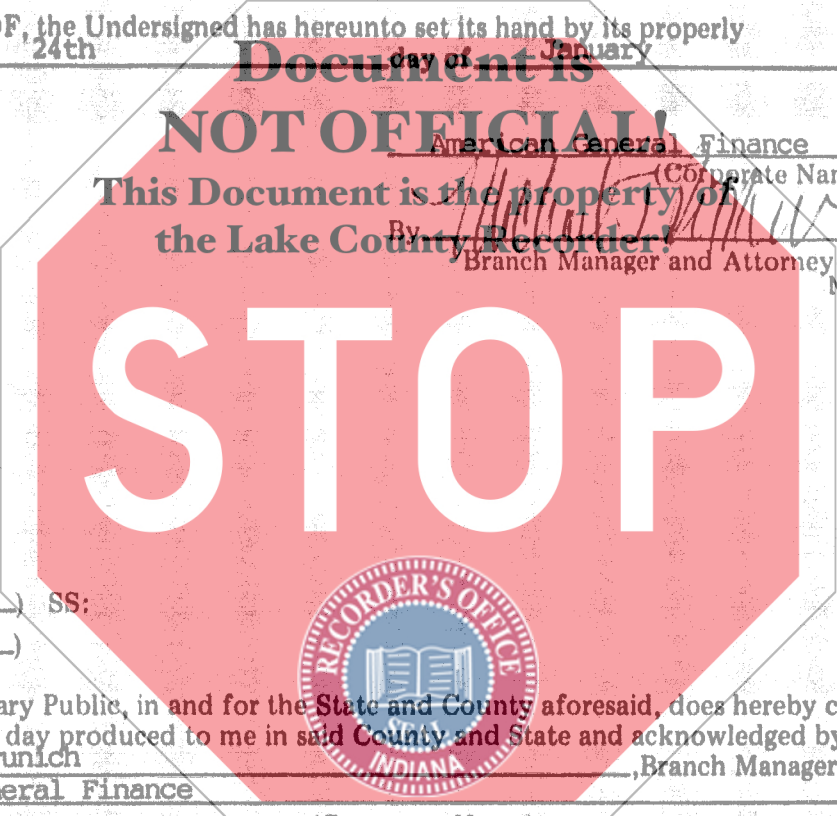 OF, the Undersigned has hereunto set its hand by its properly
24th day of January
Document is
NOT OFFICIAL!
American General Finance
(Corporate Nam
This Document is the property of
the Lake County Recorder!
By
Branch Manager and Attorney
STOP
RECORDER'S OFFICE
SEAL
INDIANA
) SS:
)
ary Public, in and for the State and County aforesaid, does hereby c
day produced to me in said County and State and acknowledged by
unich ,Branch Manager
eral Finance